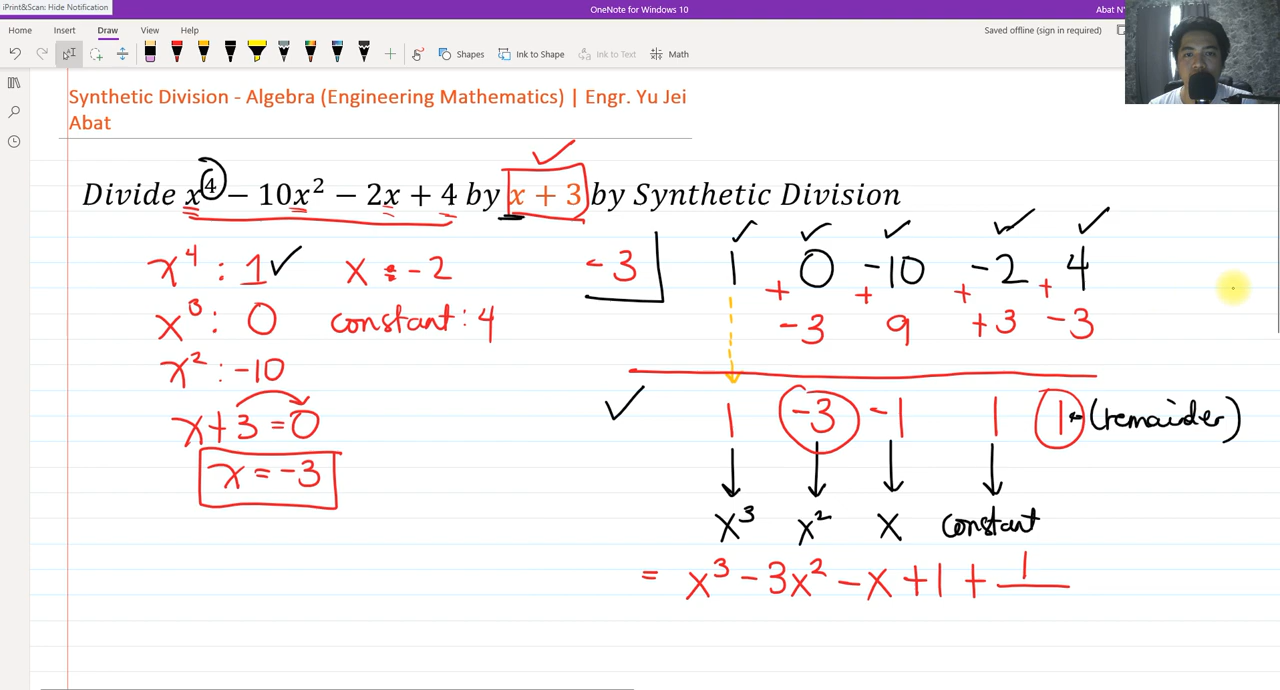 iPrint&Scan: Hide Notification
OneNote for Windows 10
Abat N
Home Insert Draw View Help
Saved offline (sign in required)
Shapes Ink to Shape Ink to Text Math
Synthetic Division - Algebra (Engineering Mathematics) | Engr. Yu Jei
Abat
Divide x⁴ − 10x² − 2x + 4 by x + 3 by Synthetic Division
x⁴ : 1 x : -2
x³ : 0 constant : 4
x² : -10
x+3 = 0
x = -3
-3 1 0 -10 -2 4
+ + + +
-3 9 +3 -3
1 -3 -1 1 1 ← (remainder)
x³ x² x constant
= x³ - 3x² - x + 1 + 1